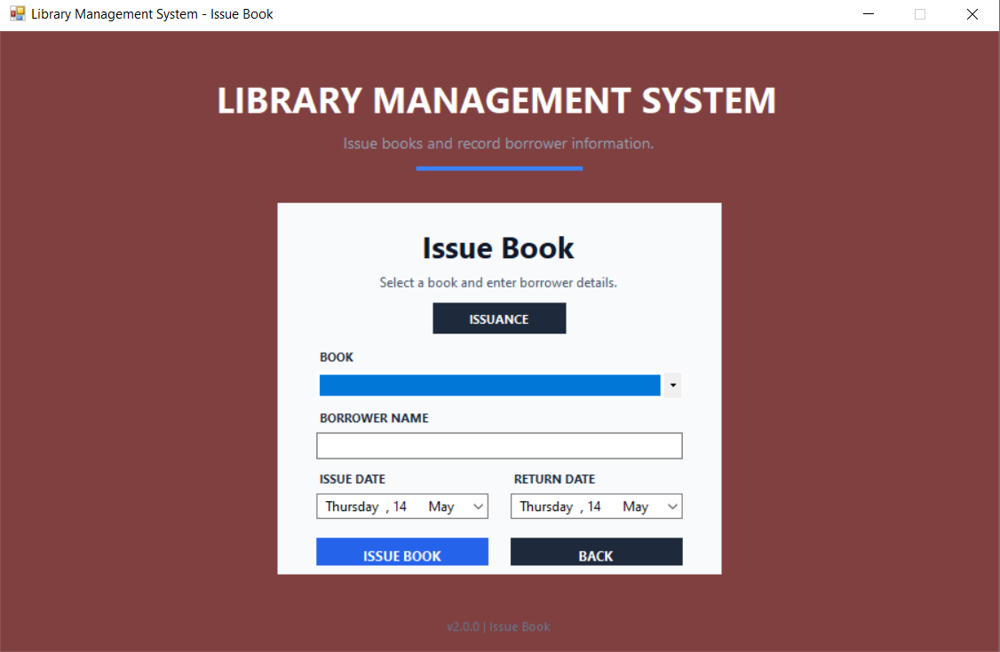 Library Management System - Issue Book
LIBRARY MANAGEMENT SYSTEM
Issue books and record borrower information.
Issue Book
Select a book and enter borrower details.
ISSUANCE
BOOK
BORROWER NAME
ISSUE DATE RETURN DATE
Thursday , 14 May Thursday , 14 May
ISSUE BOOK BACK
v2.0.0 | Issue Book